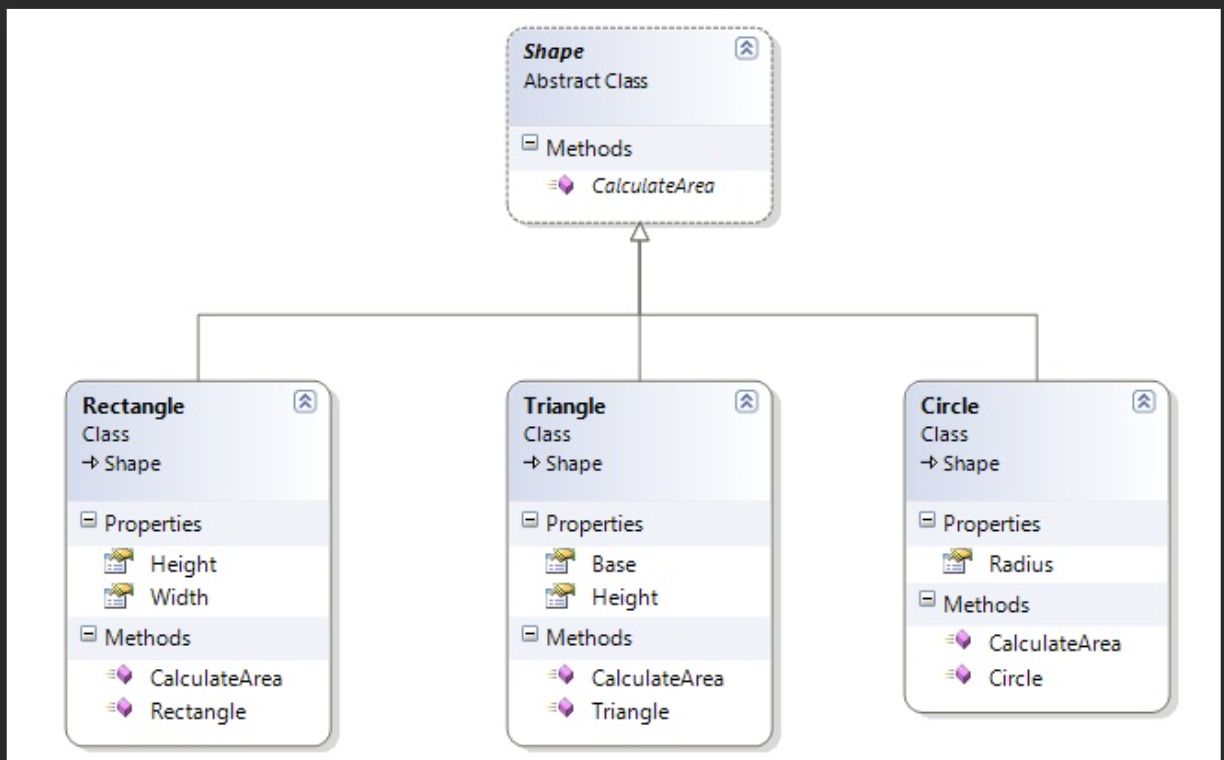 Shape
Abstract Class
Methods
CalculateArea
Rectangle
Class
Shape
Properties
Height
Width
Methods
CalculateArea
Rectangle
Triangle
Class
Shape
Properties
Base
Height
Methods
CalculateArea
Triangle
Circle
Class
Shape
Properties
Radius
Methods
CalculateArea
Circle